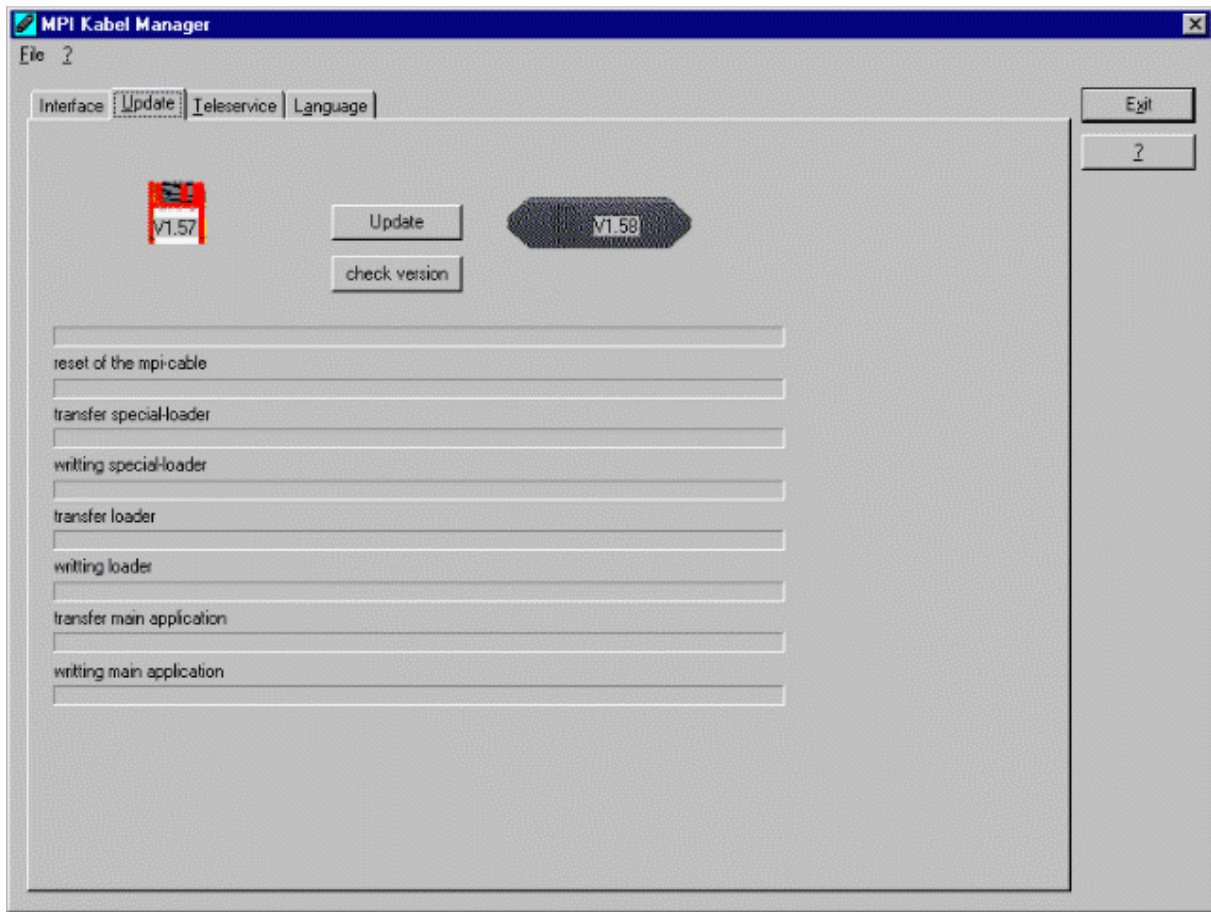 MPI Kabel Manager
File ?
Interface Update Teleservice Language
Exit
?
V1.57
Update
V1.58
check version
reset of the mpi-cable
transfer special-loader
writting special-loader
transfer loader
writting loader
transfer main application
writting main application